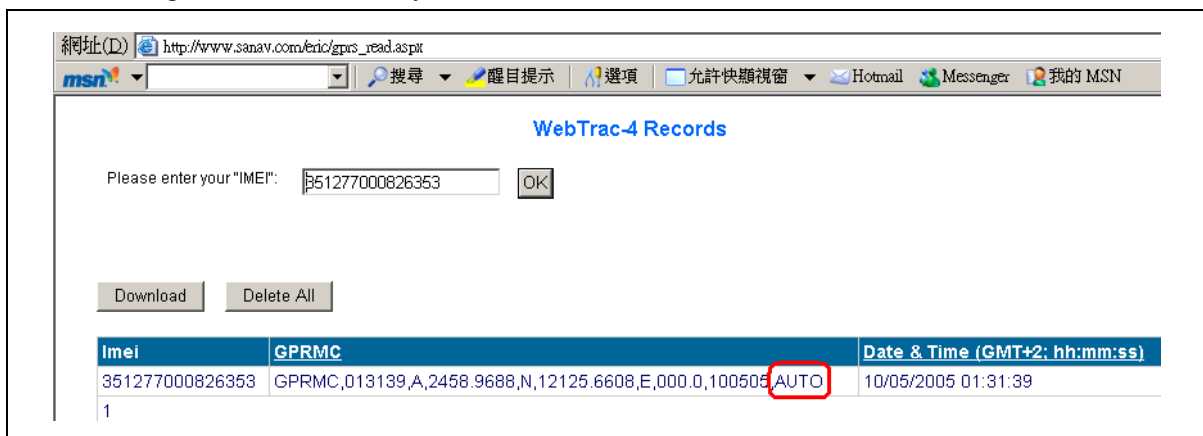 網址(D) http://www.sanav.com/eric/gprs_read.aspx
msn 搜尋 醒目提示 選項 允許快顯視窗 Hotmail Messenger 我的 MSN
WebTrac-4 Records
Please enter your "IMEI": 351277000826353 OK
Download Delete All
Imei GPRMC Date & Time (GMT+2; hh:mm:ss)
351277000826353 GPRMC,013139,A,2458.9688,N,12125.6608,E,000.0,100505,AUTO 10/05/2005 01:31:39
1